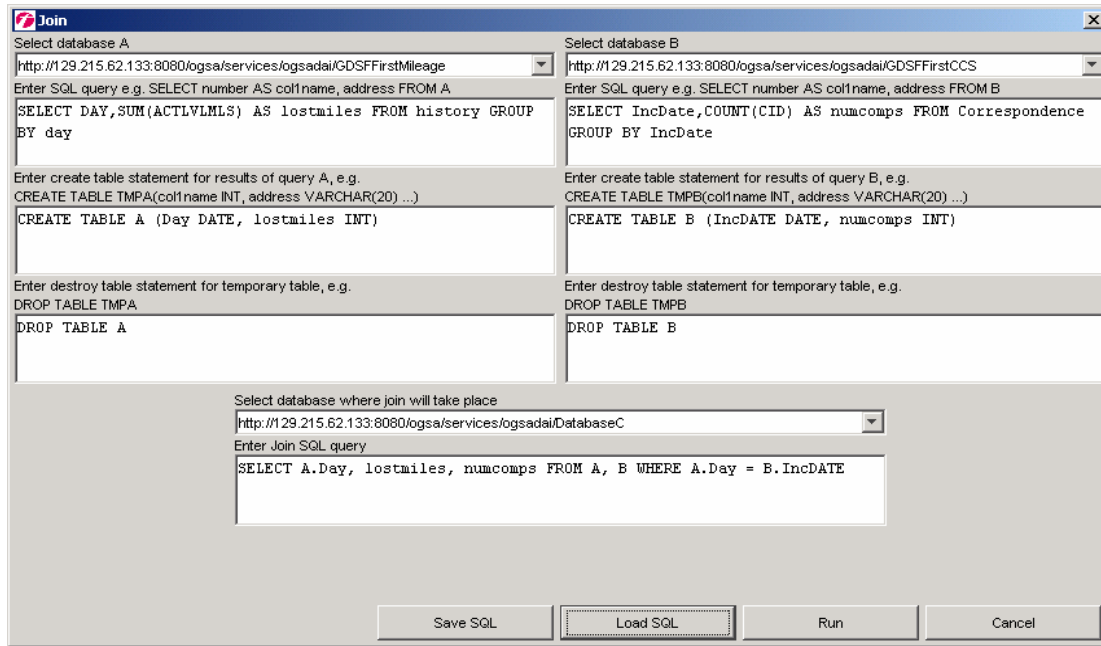 Join
Select database A
http://129.215.62.133:8080/ogsa/services/ogsadai/GDSFFirstMileage
Enter SQL query e.g. SELECT number AS col1name, address FROM A
SELECT DAY,SUM(ACTLVLMLS) AS lostmiles FROM history GROUP
BY day
Enter create table statement for results of query A, e.g.
CREATE TABLE TMPA(col1name INT, address VARCHAR(20) ...)
CREATE TABLE A (Day DATE, lostmiles INT)
Enter destroy table statement for temporary table, e.g.
DROP TABLE TMPA
DROP TABLE A
Select database B
http://129.215.62.133:8080/ogsa/services/ogsadai/GDSFFirstCCS
Enter SQL query e.g. SELECT number AS col1name, address FROM B
SELECT IncDate,COUNT(CID) AS numcomps FROM Correspondence
GROUP BY IncDate
Enter create table statement for results of query B, e.g.
CREATE TABLE TMPB(col1name INT, address VARCHAR(20) ...)
CREATE TABLE B (IncDATE DATE, numcomps INT)
Enter destroy table statement for temporary table, e.g.
DROP TABLE TMPB
DROP TABLE B
Select database where join will take place
http://129.215.62.133:8080/ogsa/services/ogsadai/DatabaseC
Enter Join SQL query
SELECT A.Day, lostmiles, numcomps FROM A, B WHERE A.Day = B.IncDATE
Save SQL
Load SQL
Run
Cancel